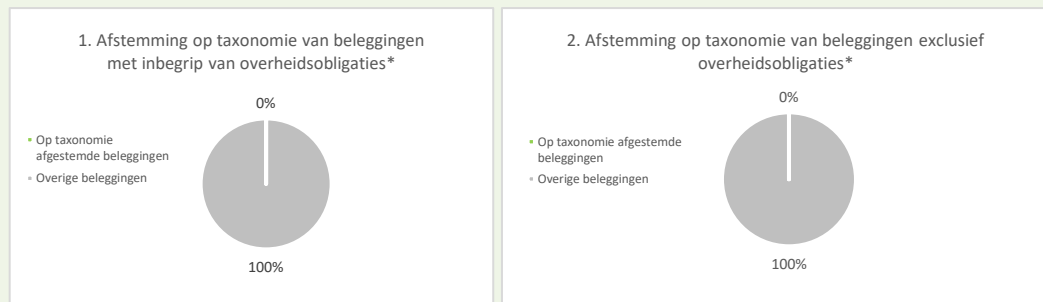 1. Afstemming op taxonomie van beleggingen
met inbegrip van overheidsobligaties*
0%
Op taxonomie
afgestemde beleggingen
Overige beleggingen
100%
2. Afstemming op taxonomie van beleggingen exclusief
overheidsobligaties*
0%
Op taxonomie afgestemde
beleggingen
Overige beleggingen
100%